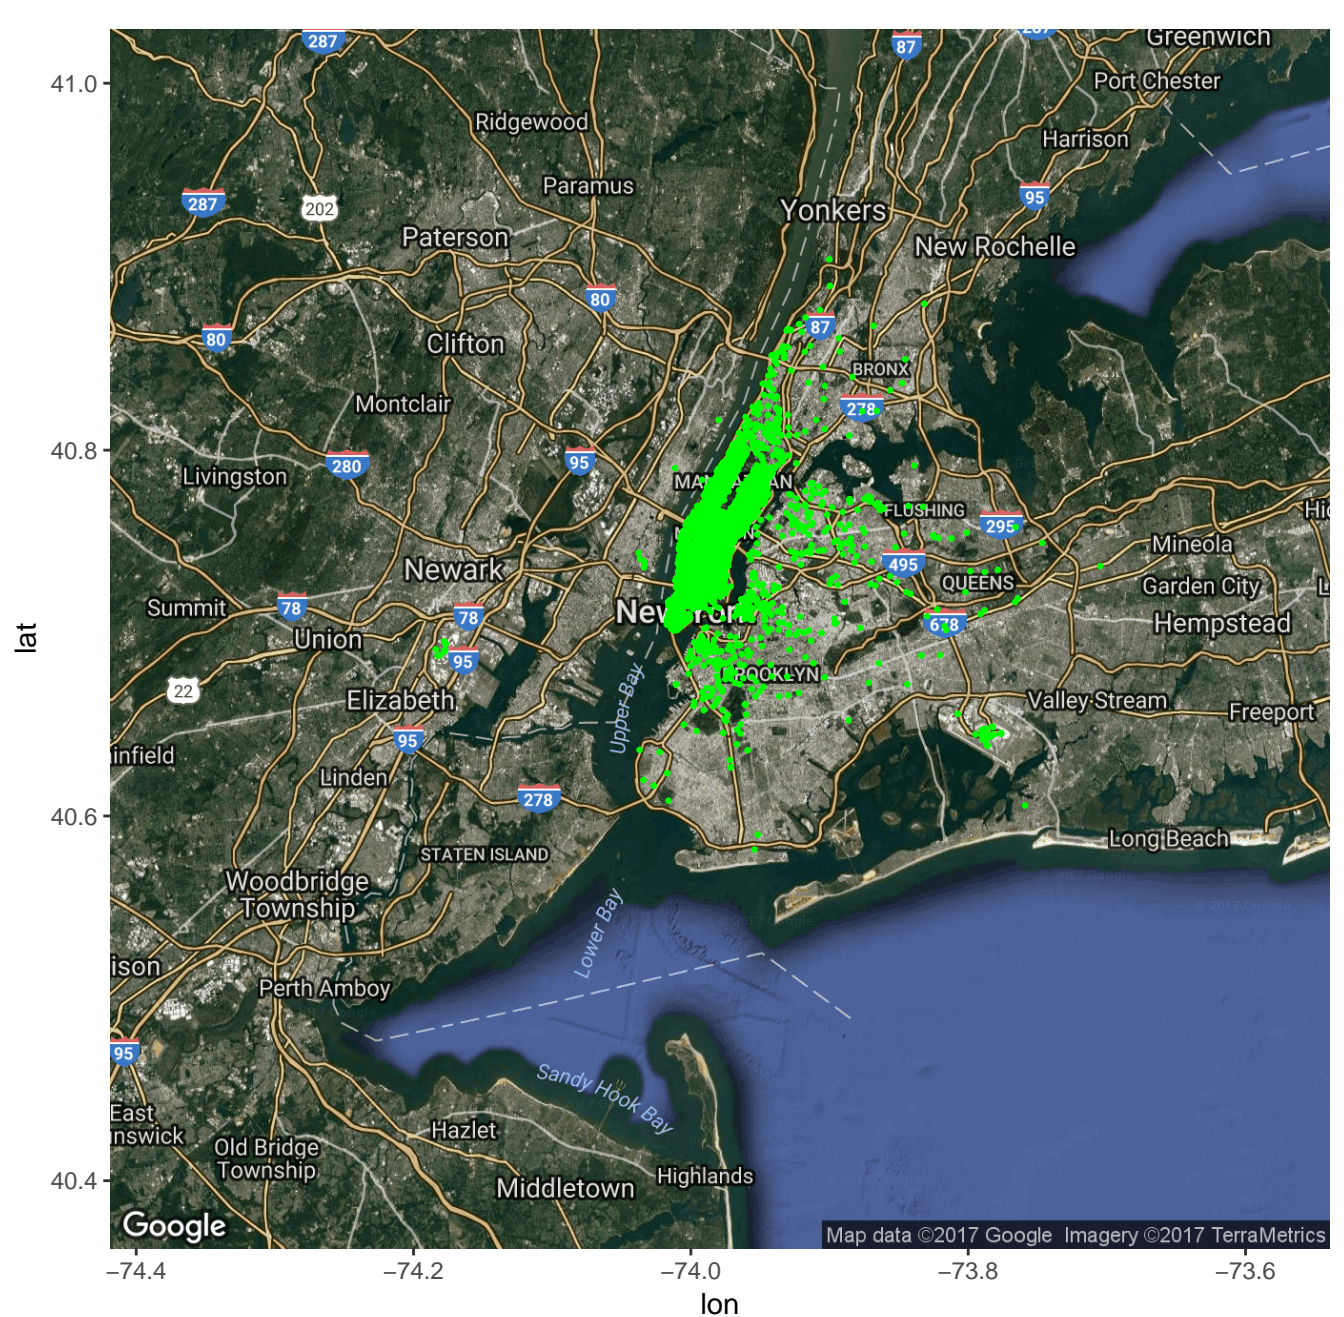 287
87
Greenwich
Port Chester
41.0
Ridgewood
Harrison
Paramus
287
202
95
Yonkers
Paterson
New Rochelle
80
87
80
Clifton
BRONX
Montclair
278
40.8
280
95
Livingston
MANHATTAN
FLUSHING
295
Mineola
495
Newark
QUEENS
Garden City
Summit
78
78
New York
678
Hempstead
Union
lat
95
BROOKLYN
22
Elizabeth
Upper Bay
Valley Stream
Freeport
95
Linden
278
40.6
Long Beach
STATEN ISLAND
Woodbridge
Township
Lower Bay
Perth Amboy
95
Sandy Hook Bay
East
Hazlet
Old Bridge
Township
Highlands
40.4
Middletown
Google
Map data ©2017 Google Imagery ©2017 TerraMetrics
−74.4
−74.2
−74.0
−73.8
−73.6
lon